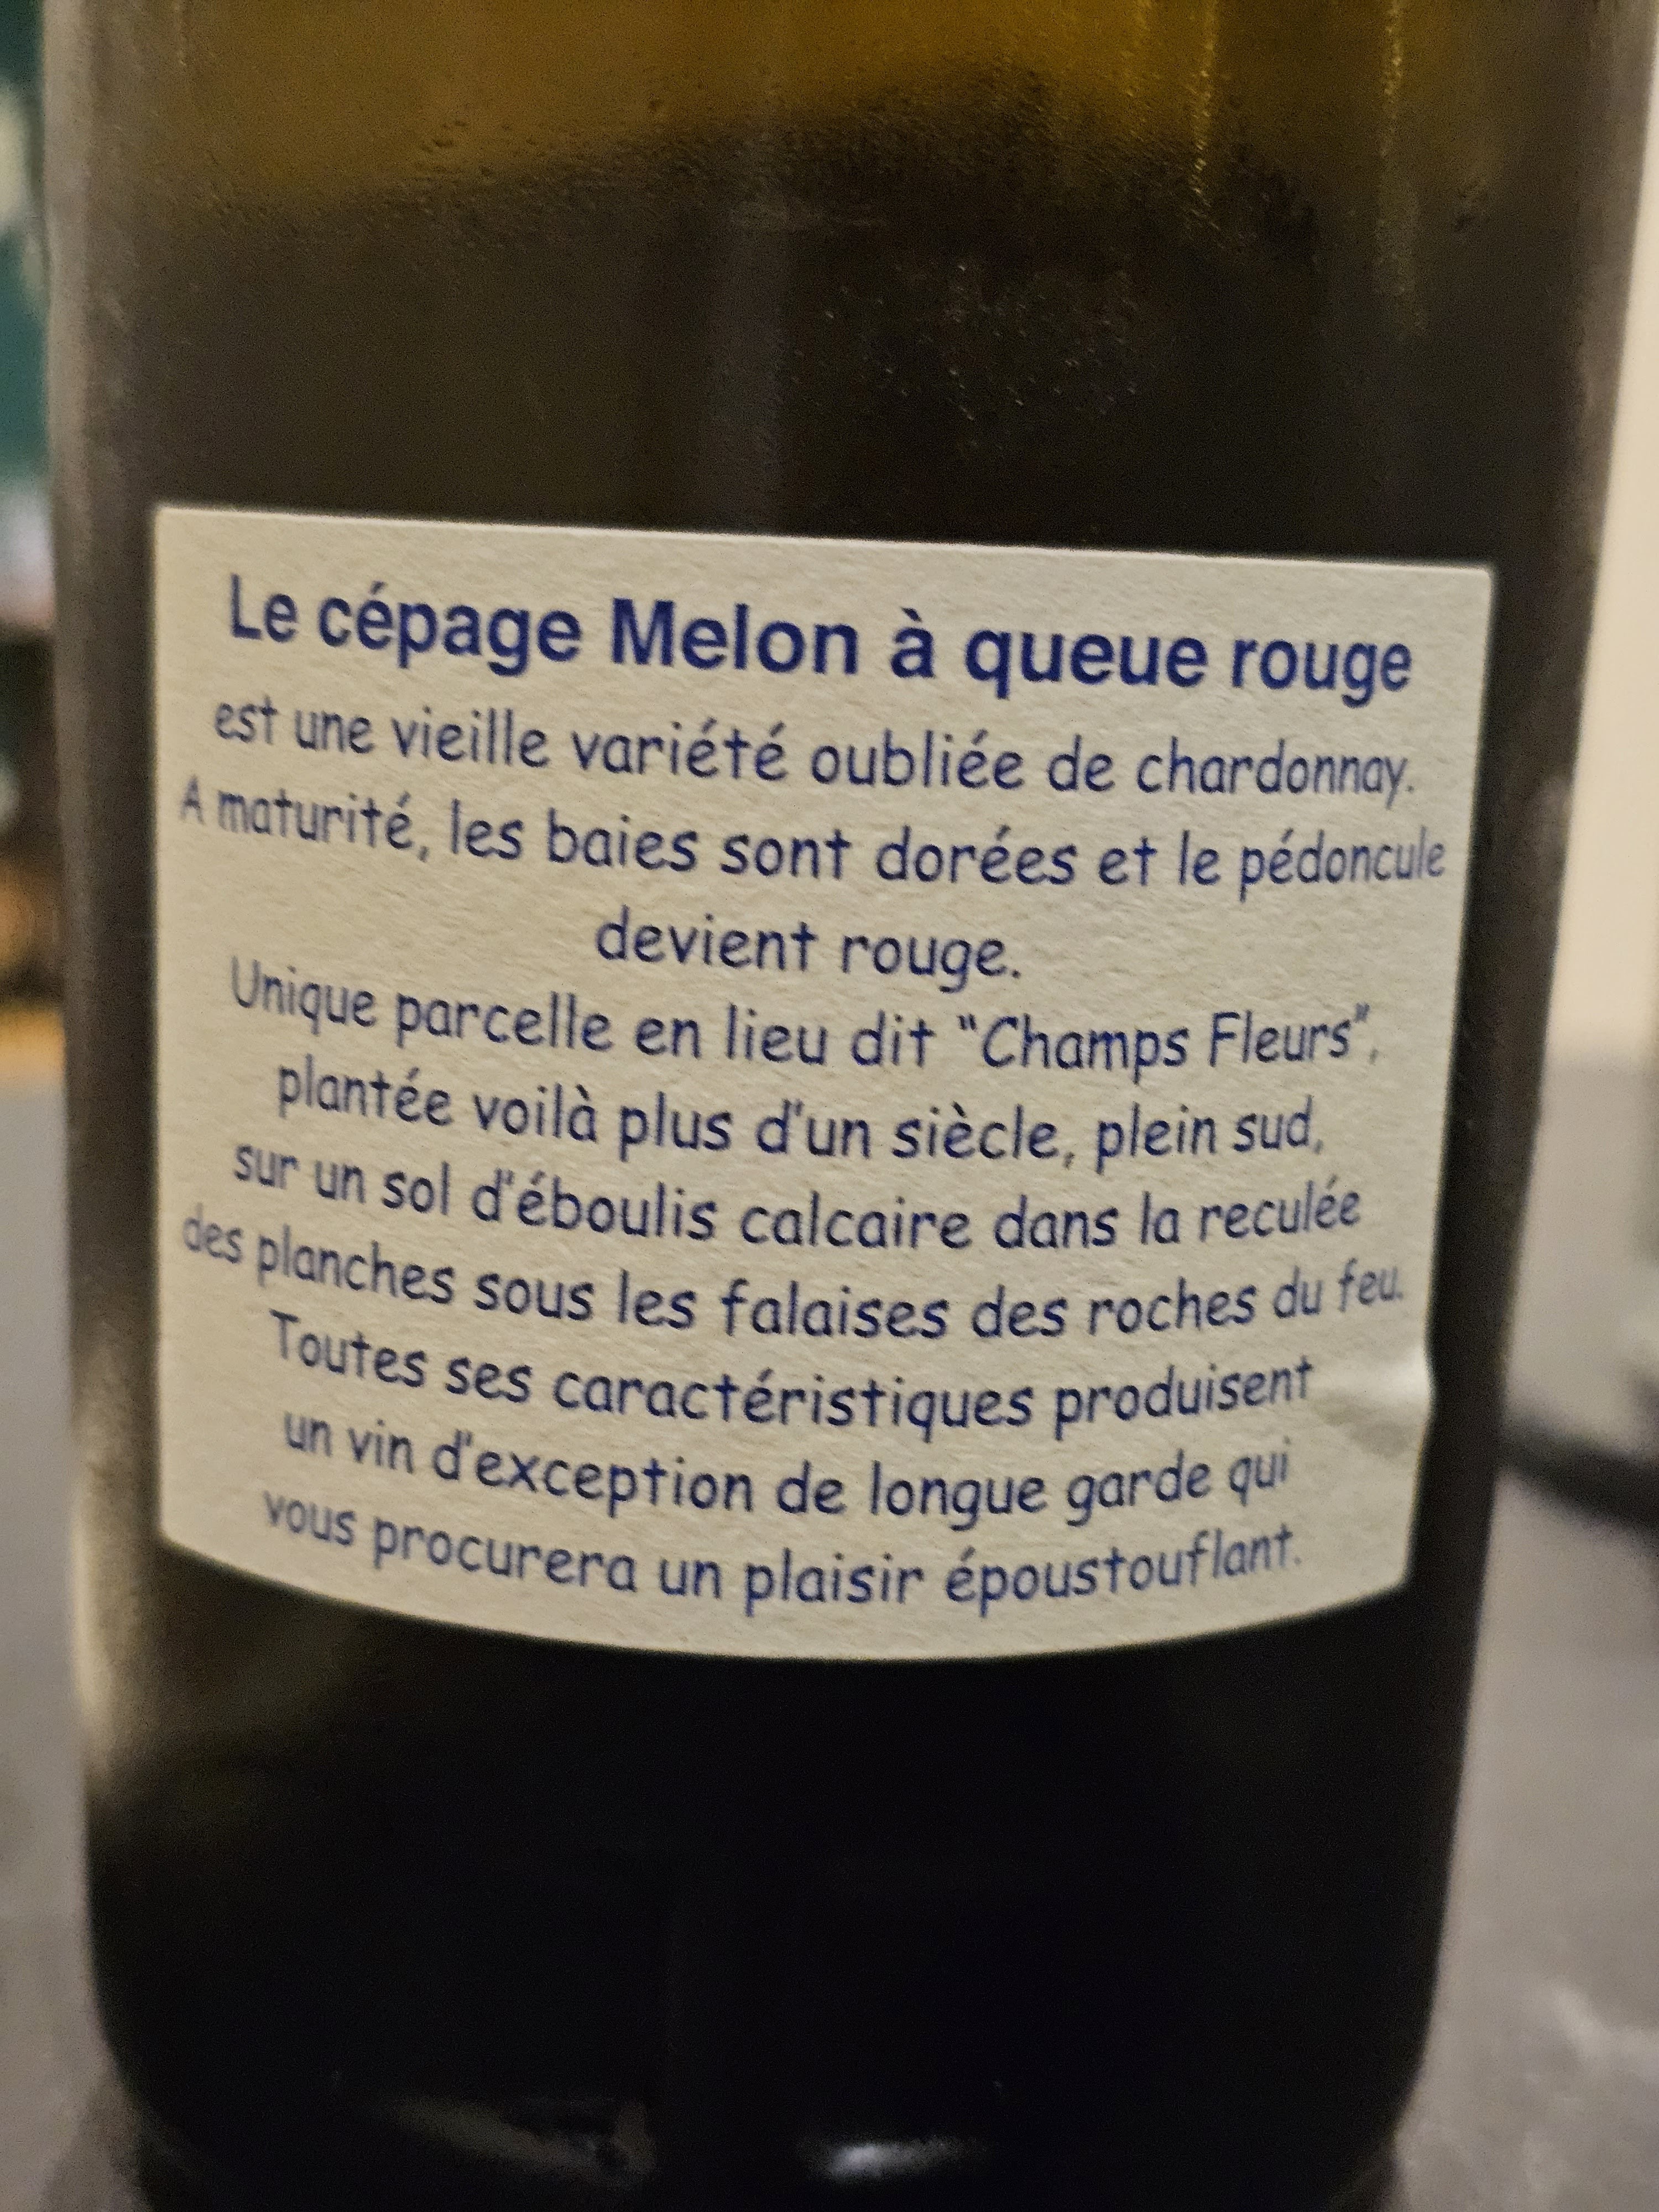 Le cépage Melon à queue rouge
est une vieille variété oubliée de chardonnay.
A maturité, les baies sont dorées et le pédoncule
devient rouge.
Unique parcelle en lieu dit "Champs Fleurs",
plantée voilà plus d'un siècle, plein sud,
sur un sol d'éboulis calcaire dans la reculée
des planches sous les falaises des roches du feu.
Toutes ses caractéristiques produisent
un vin d'exception de longue garde qui
vous procurera un plaisir époustouflant.